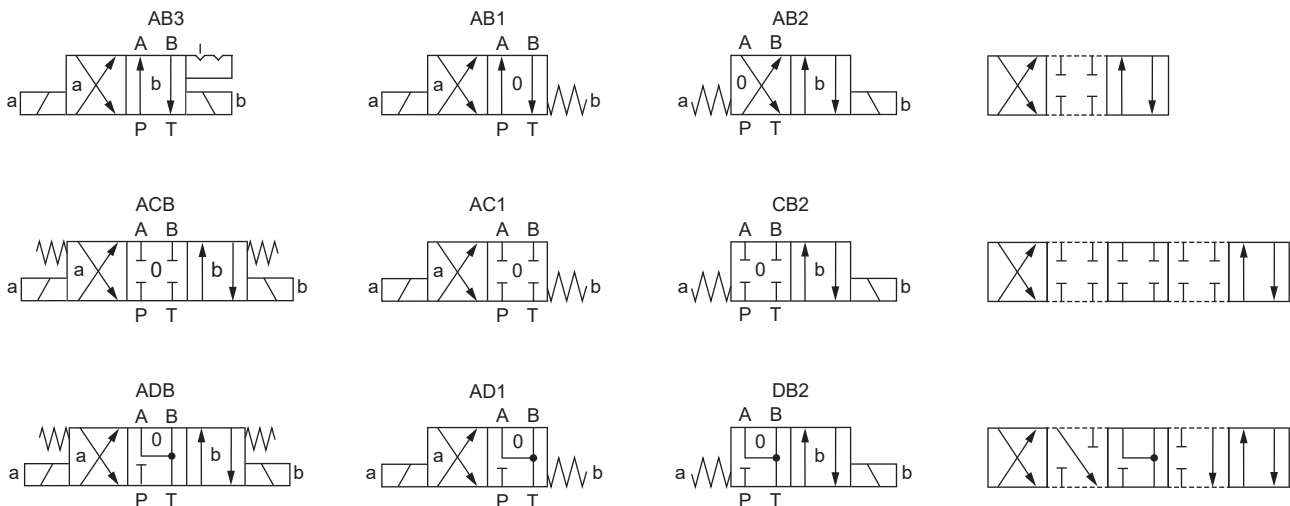 AB3 AB1 AB2
A B A B A B
a a b b a 0 b a 0 b b
P T P T P T
ACB AC1 CB2
A B A B A B
a a 0 b b a a 0 b a 0 b b
P T P T P T
ADB AD1 DB2
A B A B A B
a a 0 b b a a 0 b a 0 b b
P T P T P T